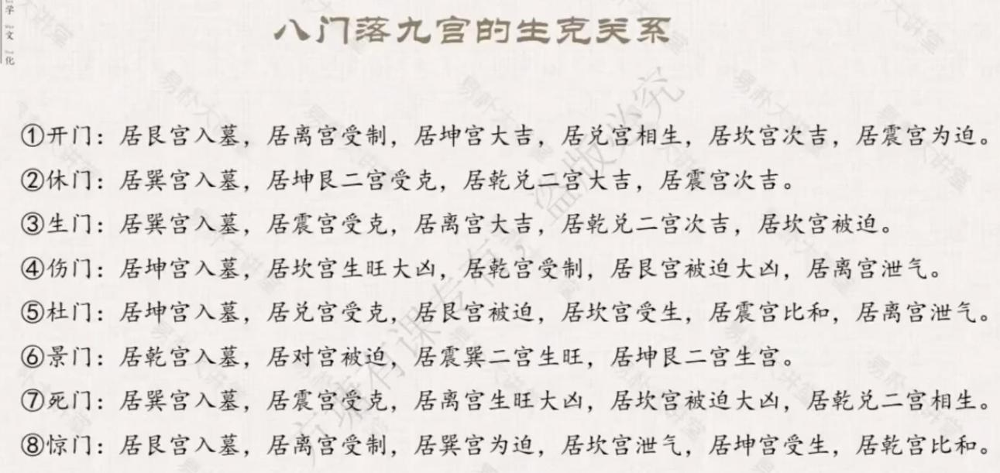 学文化
八门落九宫的生克关系
①开门：居艮宫入墓，居离宫受制，居坤宫大吉，居兑宫相生，居坎宫次吉，居震宫为迫。
②休门：居巽宫入墓，居坤艮二宫受克，居乾兑二宫大吉，居震宫次吉。
③生门：居巽宫入墓，居震宫受克，居离宫大吉，居乾兑二宫次吉，居坎宫被迫。
④伤门：居坤宫入墓，居坎宫生旺大凶，居乾宫受制，居艮宫被迫大凶，居离宫泄气。
⑤杜门：居坤宫入墓，居兑宫受克，居艮宫被迫，居坎宫受生，居震宫比和，居离宫泄气。
⑥景门：居乾宫入墓，居对宫被迫，居震巽二宫生旺，居坤艮二宫生宫。
⑦死门：居巽宫入墓，居震宫受克，居离宫生旺大凶，居坎宫被迫大凶，居乾兑二宫相生。
⑧惊门：居艮宫入墓，居离宫受制，居巽宫为迫，居坎宫泄气，居坤宫受生，居乾宫比和。
易朴大讲堂
有课专有，盗版必究